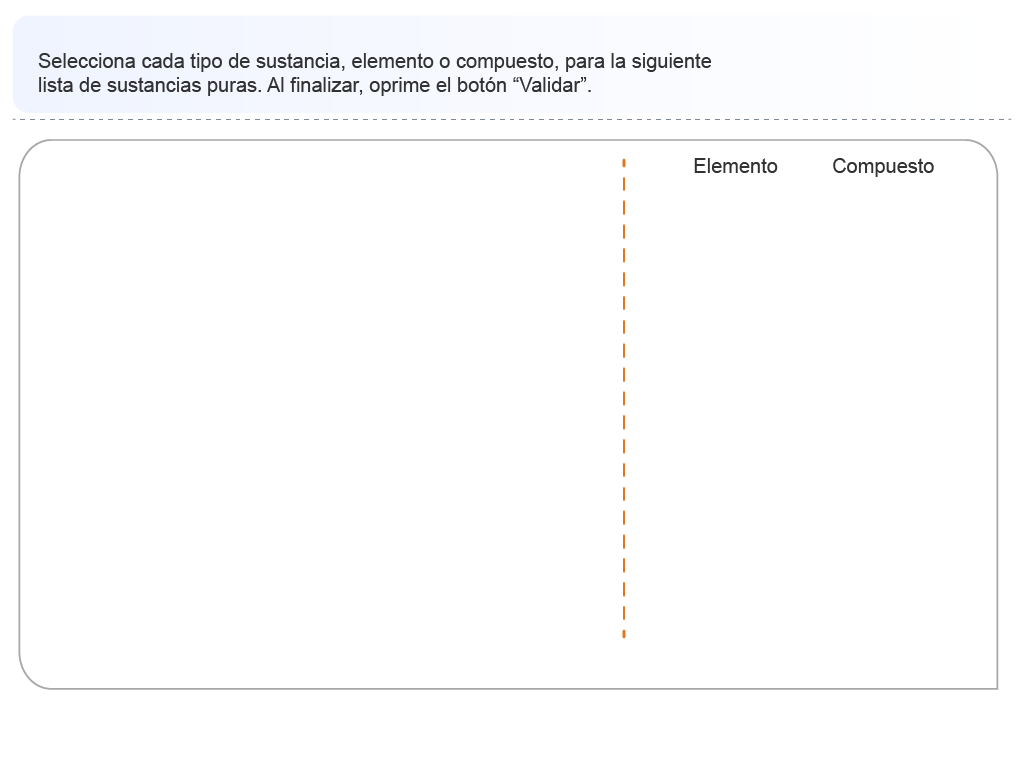 Selecciona cada tipo de sustancia, elemento o compuesto, para la siguiente
lista de sustancias puras. Al finalizar, oprime el botón “Validar”.
Elemento Compuesto